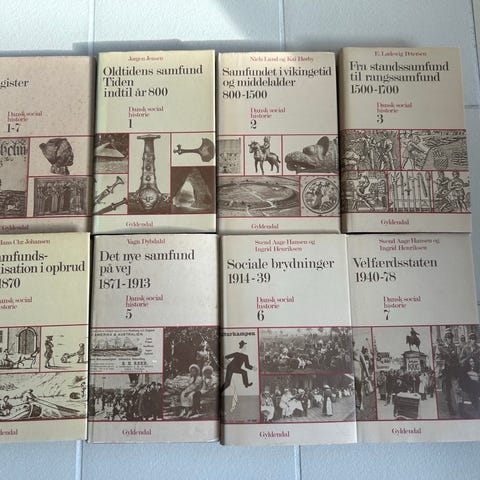 gister
Dansk social
historie
1-7
Gyldendal
Jørgen Jensen
Oldtidens samfund
Tiden
indtil år 800
Dansk social
historie
1
Gyldendal
Niels Lund og Kai Hørby
Samfundet i vikingetid
og middelalder
800-1500
Dansk social
historie
2
Gyldendal
E. Ladewig Petersen
Fra standssamfund
til rangssamfund
1500-1700
Dansk social
historie
3
Gyldendal
Hans Chr. Johansen
amfunds-
isation i opbrud
1870
Dansk social
historie
Gyldendal
Vagn Dybdahl
Det nye samfund
på vej
1871-1913
Dansk social
historie
5
Gyldendal
Svend Aage Hansen og
Ingrid Henriksen
Sociale brydninger
1914-39
Dansk social
historie
6
Gyldendal
Svend Aage Hansen og
Ingrid Henriksen
Velfærdsstaten
1940-78
Dansk social
historie
7
Gyldendal